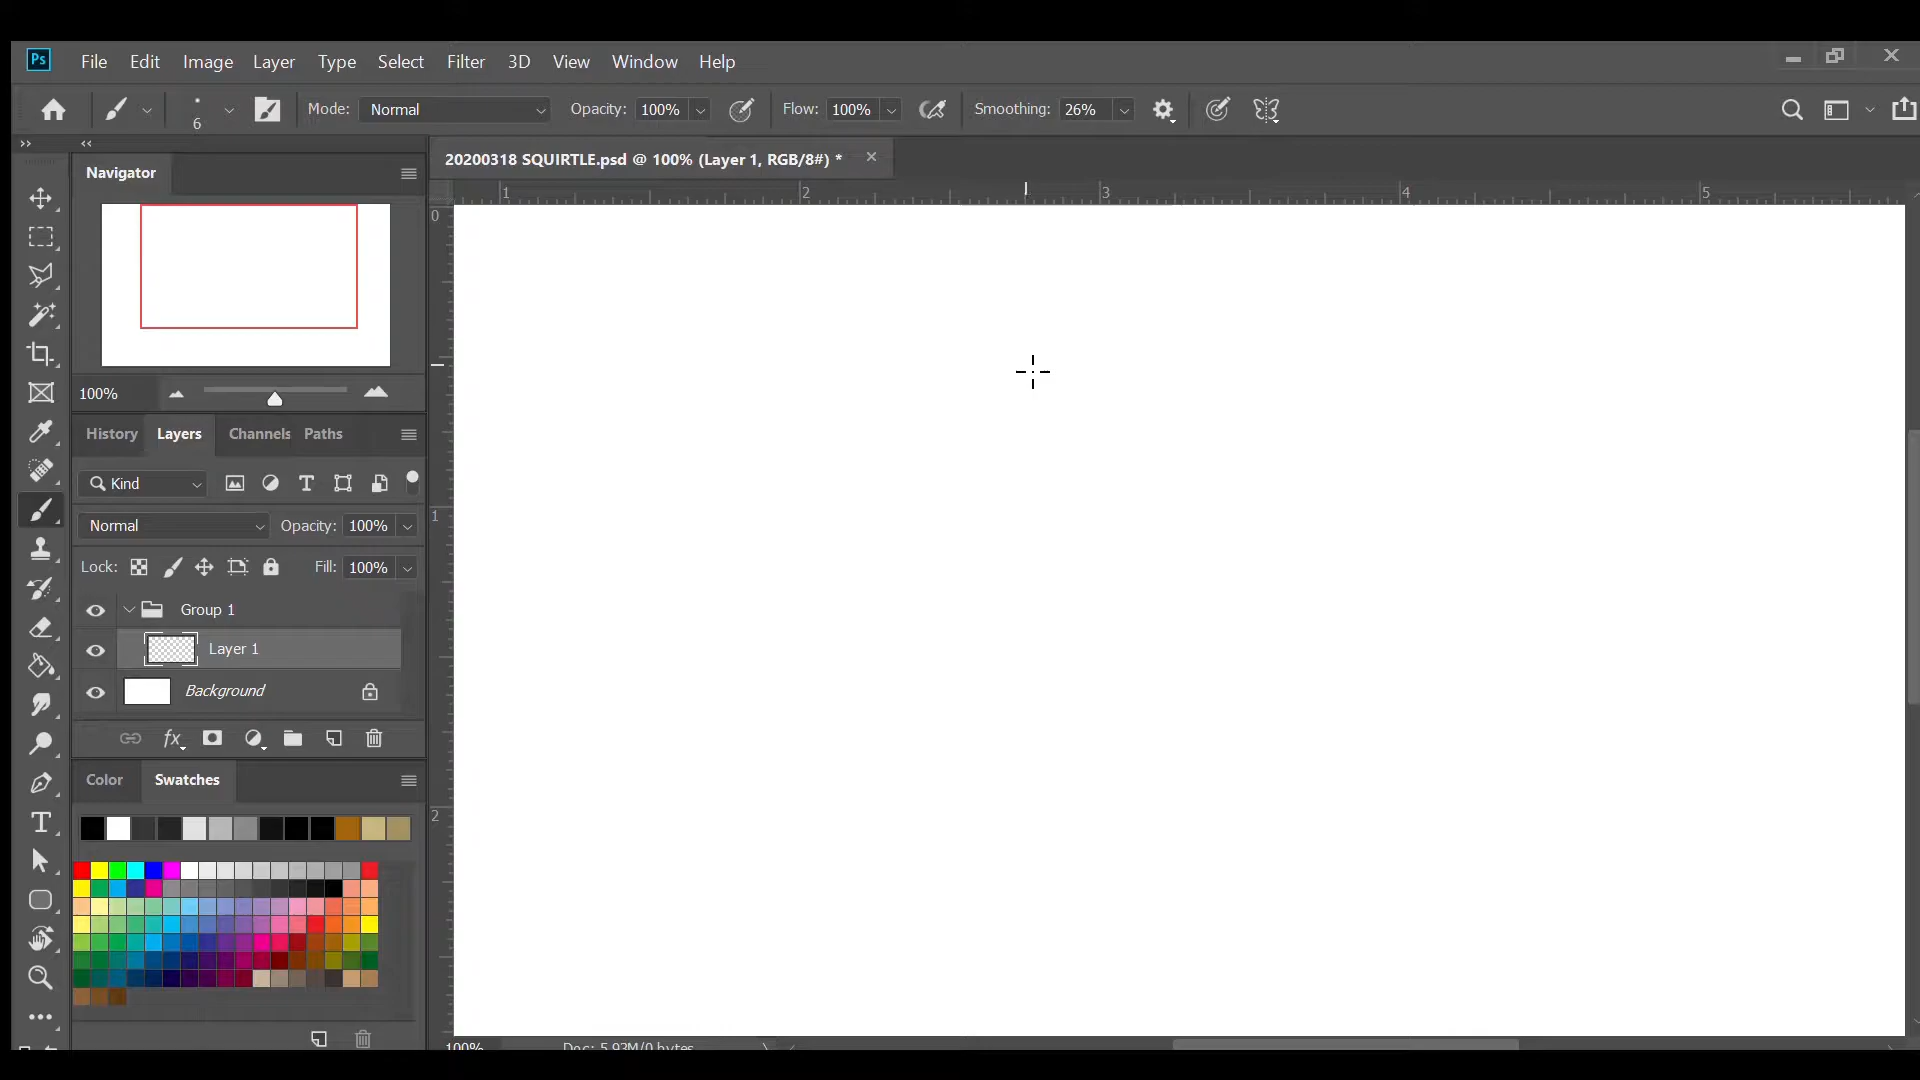 Ps File Edit Image Layer Type Select Filter 3D View Window Help
6 Mode: Normal Opacity: 100% Flow: 100% Smoothing: 26%
Navigator
20200318 SQUIRTLE.psd @ 100% (Layer 1, RGB/8#) *
1 2 3 4 5
0
100%
History Layers Channels Paths
Kind
1
Normal Opacity: 100%
Lock: Fill: 100%
Group 1
Layer 1
Background
fx
Color Swatches
2
100% Doc: 5.93M/0 bytes